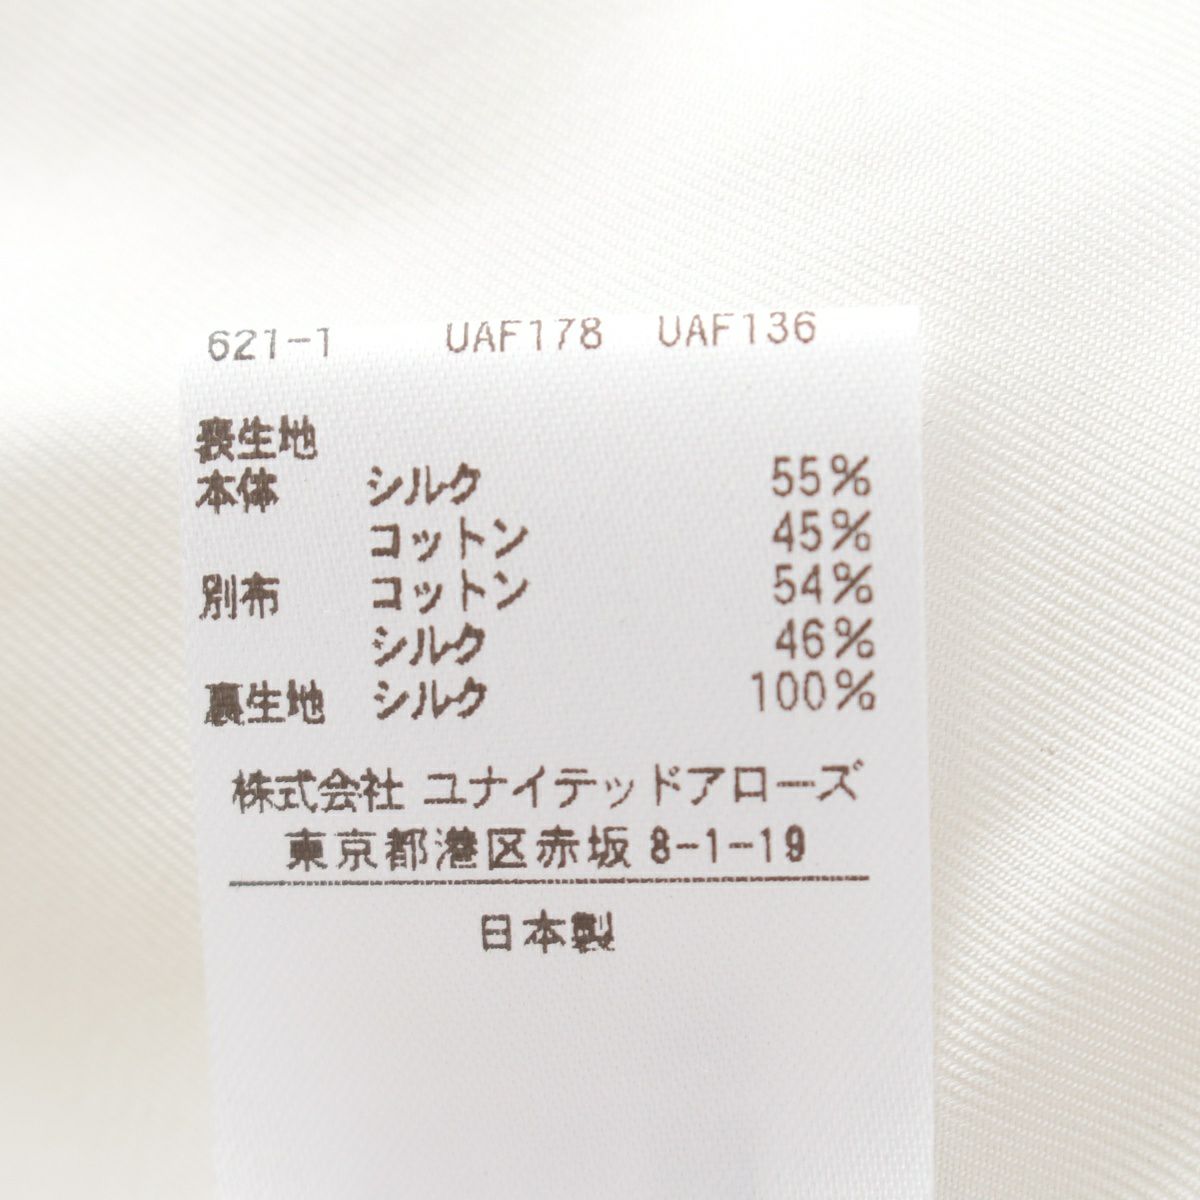 621-1 UAF178 UAF136
表生地
本体 シルク 55%
コットン 45%
別布 コットン 54%
シルク 46%
裏生地 シルク 100%
株式会社 ユナイテッドアローズ
東京都港区赤坂 8-1-19
日本製